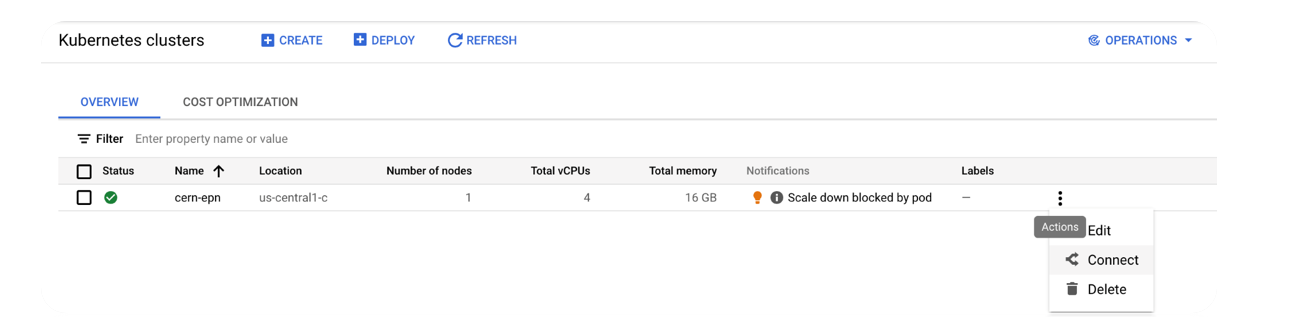 Kubernetes clusters CREATE DEPLOY REFRESH OPERATIONS
OVERVIEW COST OPTIMIZATION
Filter Enter property name or value
Status Name Location Number of nodes Total vCPUs Total memory Notifications Labels
cern-epn us-central1-c 1 4 16 GB Scale down blocked by pod –
Actions Edit
Connect
Delete